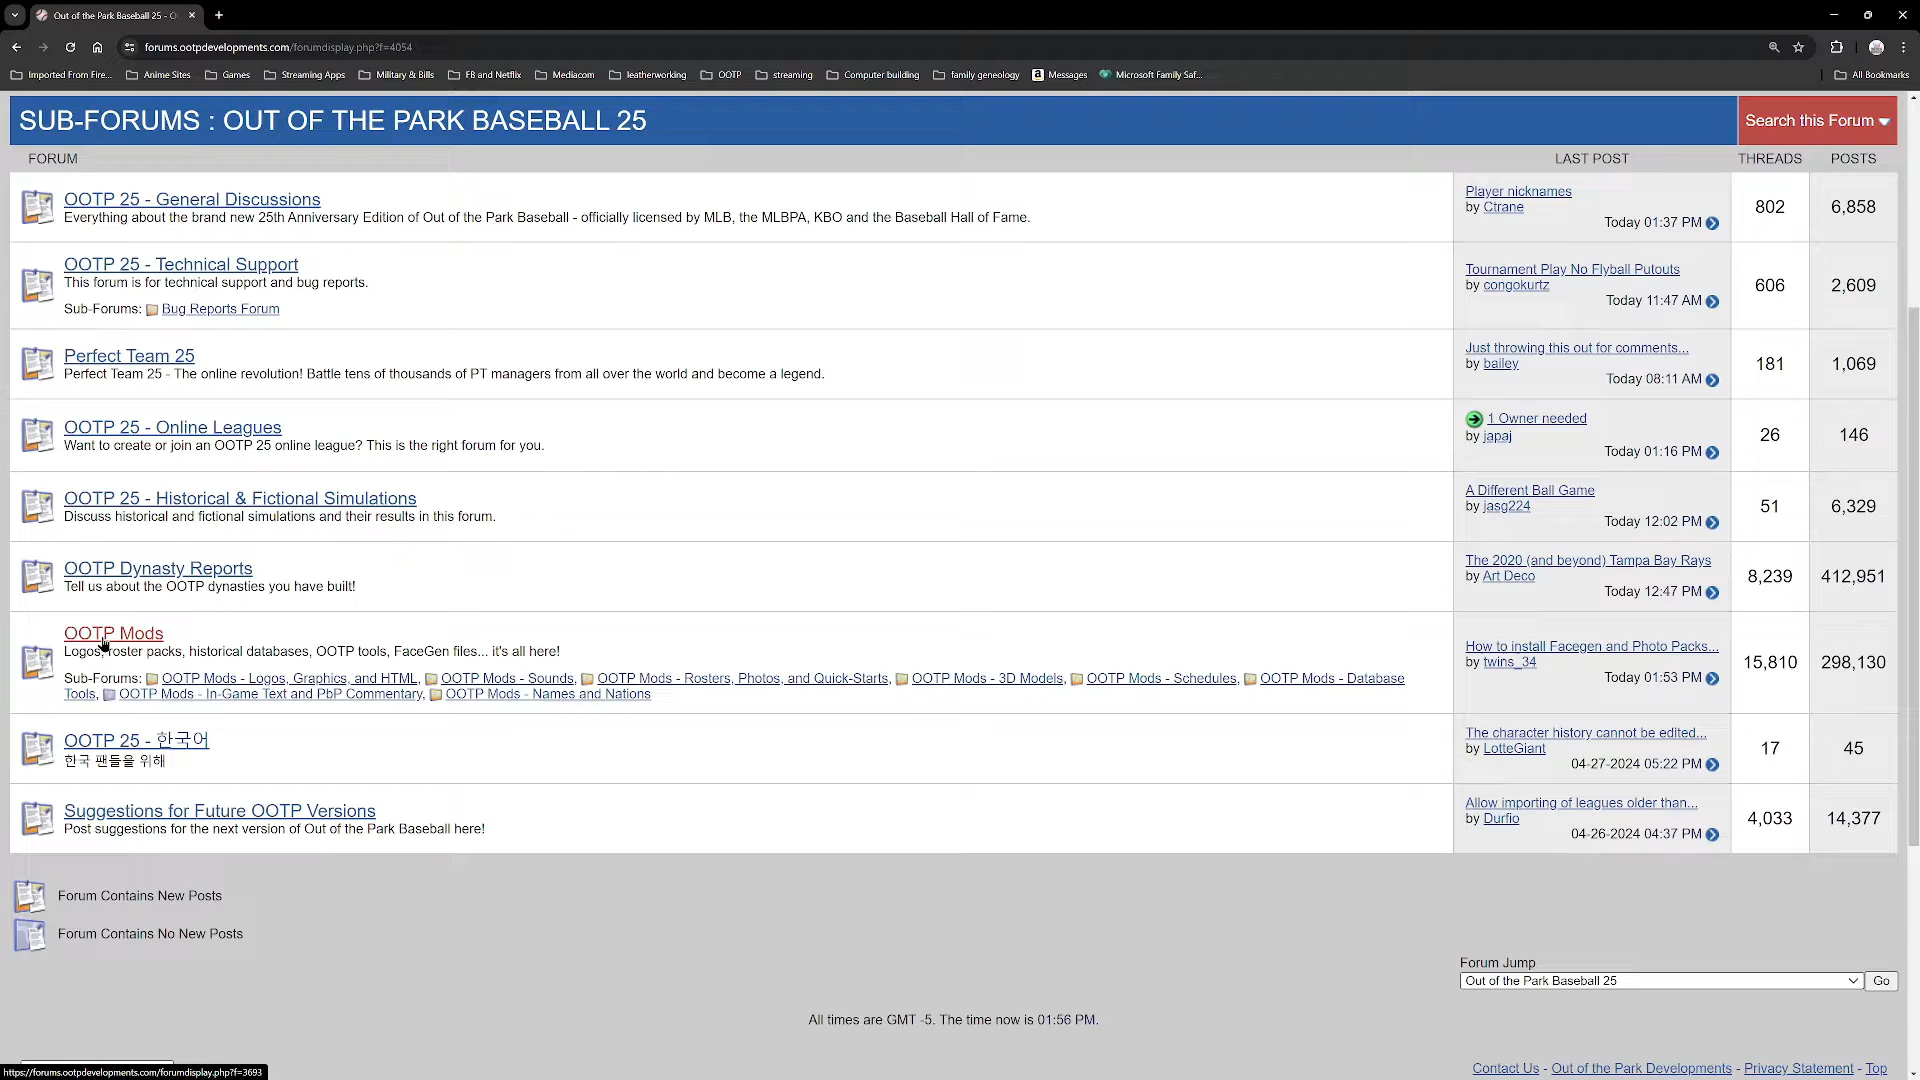 Out of the Park Baseball 25 - O
forums.ootpdevelopments.com/forumdisplay.php?f=4054
Imported From Fire... Anime Sites Games Streaming Apps Military & Bills FB and Netflix Mediacom leatherworking OOTP streaming Computer building family geneology Messages Microsoft Family Saf... All Bookmarks
SUB-FORUMS : OUT OF THE PARK BASEBALL 25 Search this Forum
FORUM LAST POST THREADS POSTS
OOTP 25 - General Discussions
Everything about the brand new 25th Anniversary Edition of Out of the Park Baseball - officially licensed by MLB, the MLBPA, KBO and the Baseball Hall of Fame.
Player nicknames
by Ctrane
Today 01:37 PM
802 6,858
OOTP 25 - Technical Support
This forum is for technical support and bug reports.
Sub-Forums: Bug Reports Forum
Tournament Play No Flyball Putouts
by congokurtz
Today 11:47 AM
606 2,609
Perfect Team 25
Perfect Team 25 - The online revolution! Battle tens of thousands of PT managers from all over the world and become a legend.
Just throwing this out for comments...
by bailey
Today 08:11 AM
181 1,069
OOTP 25 - Online Leagues
Want to create or join an OOTP 25 online league? This is the right forum for you.
1 Owner needed
by japaj
Today 01:16 PM
26 146
OOTP 25 - Historical & Fictional Simulations
Discuss historical and fictional simulations and their results in this forum.
A Different Ball Game
by jasg224
Today 12:02 PM
51 6,329
OOTP Dynasty Reports
Tell us about the OOTP dynasties you have built!
The 2020 (and beyond) Tampa Bay Rays
by Art Deco
Today 12:47 PM
8,239 412,951
OOTP Mods
Logos, roster packs, historical databases, OOTP tools, FaceGen files... it's all here!
Sub-Forums: OOTP Mods - Logos, Graphics, and HTML, OOTP Mods - Sounds, OOTP Mods - Rosters, Photos, and Quick-Starts, OOTP Mods - 3D Models, OOTP Mods - Schedules, OOTP Mods - Database
Tools, OOTP Mods - In-Game Text and PbP Commentary, OOTP Mods - Names and Nations
How to install Facegen and Photo Packs...
by twins_34
Today 01:53 PM
15,810 298,130
OOTP 25 - 한국어
한국 팬들을 위해
The character history cannot be edited...
by LotteGiant
04-27-2024 05:22 PM
17 45
Suggestions for Future OOTP Versions
Post suggestions for the next version of Out of the Park Baseball here!
Allow importing of leagues older than...
by Durfio
04-26-2024 04:37 PM
4,033 14,377
Forum Contains New Posts
Forum Contains No New Posts
Forum Jump
Out of the Park Baseball 25 Go
All times are GMT -5. The time now is 01:56 PM.
https://forums.ootpdevelopments.com/forumdisplay.php?f=3693
Contact Us - Out of the Park Developments - Privacy Statement - Top